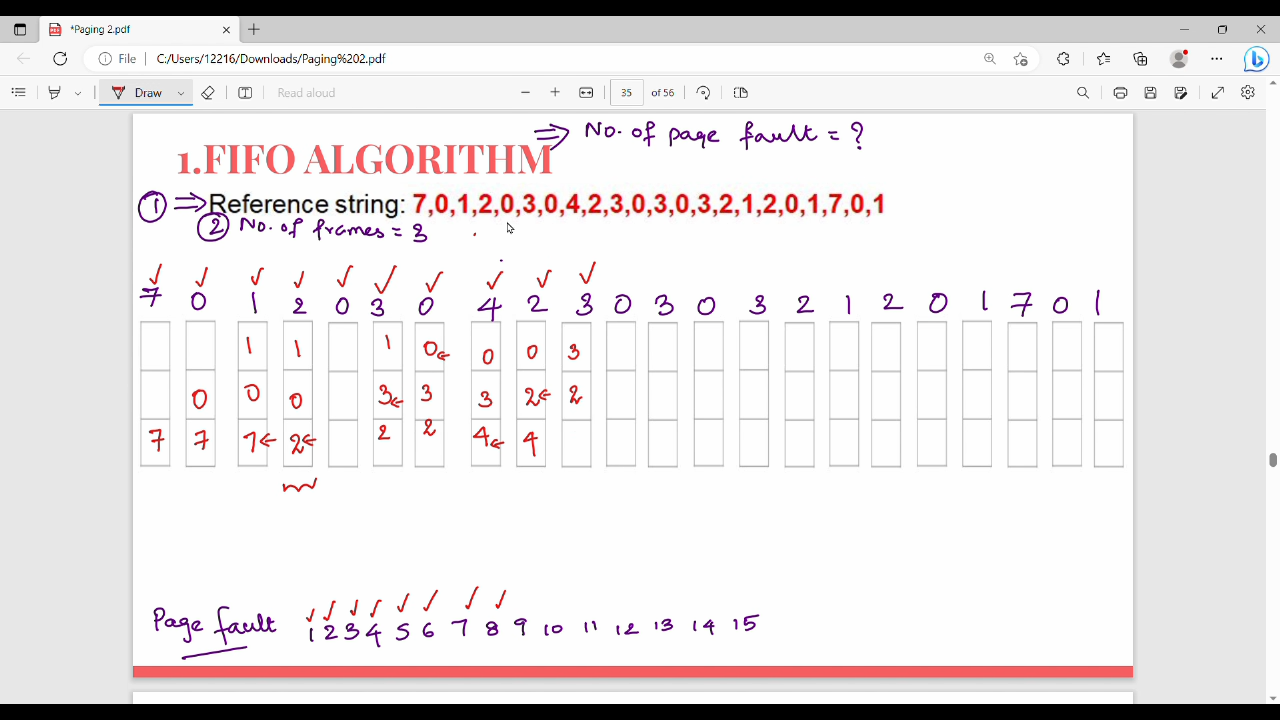 *Paging 2.pdf
File C:/Users/12216/Downloads/Paging%202.pdf
Draw Read aloud 35 of 56
⇒ No. of page fault = ?
1.FIFO ALGORITHM
① ⇒ Reference string: 7,0,1,2,0,3,0,4,2,3,0,3,0,3,2,1,2,0,1,7,0,1
② No. of frames = 3
7 0 1 2 0 3 0 4 2 3 0 3 0 3 2 1 2 0 1 7 0 1
1 1 1 0← 0 0 3
0 0 0 3← 3 3 2← 2
7 7 7← 2← 2 2 4← 4
Page fault 1 2 3 4 5 6 7 8 9 10 11 12 13 14 15